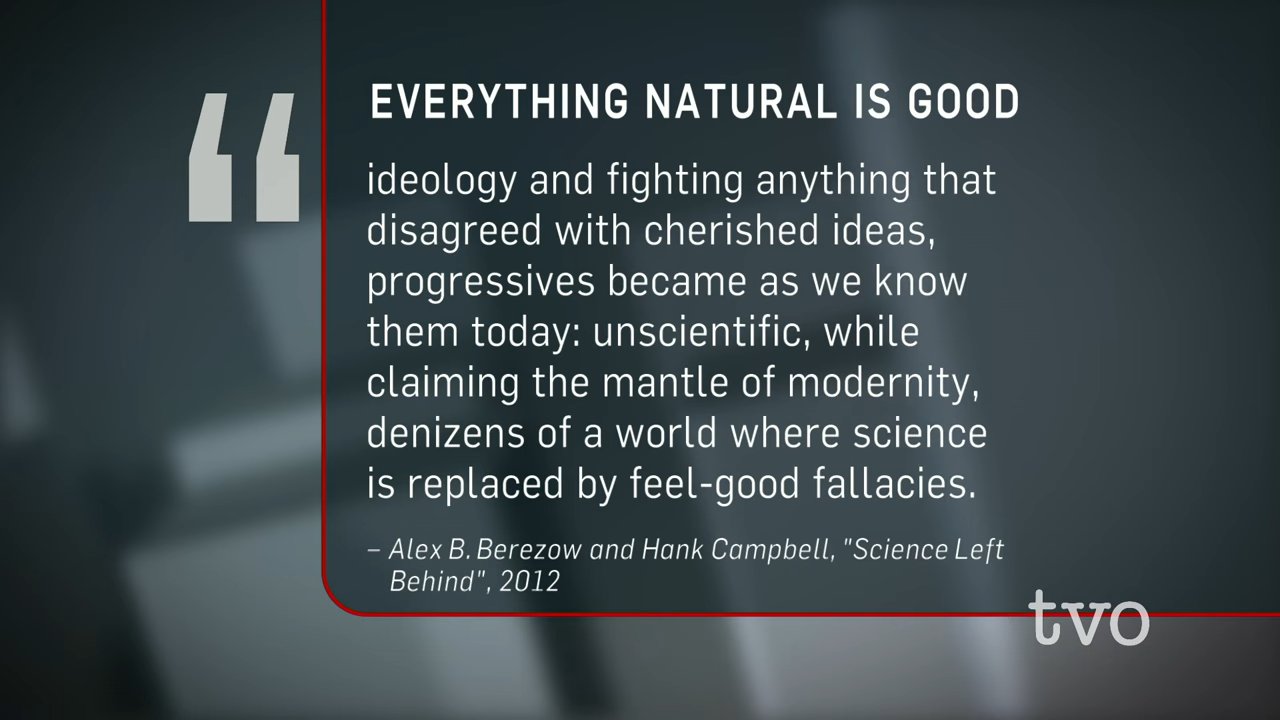 “
EVERYTHING NATURAL IS GOOD
ideology and fighting anything that
disagreed with cherished ideas,
progressives became as we know
them today: unscientific, while
claiming the mantle of modernity,
denizens of a world where science
is replaced by feel-good fallacies.
– Alex B. Berezow and Hank Campbell, "Science Left
Behind", 2012
tvo